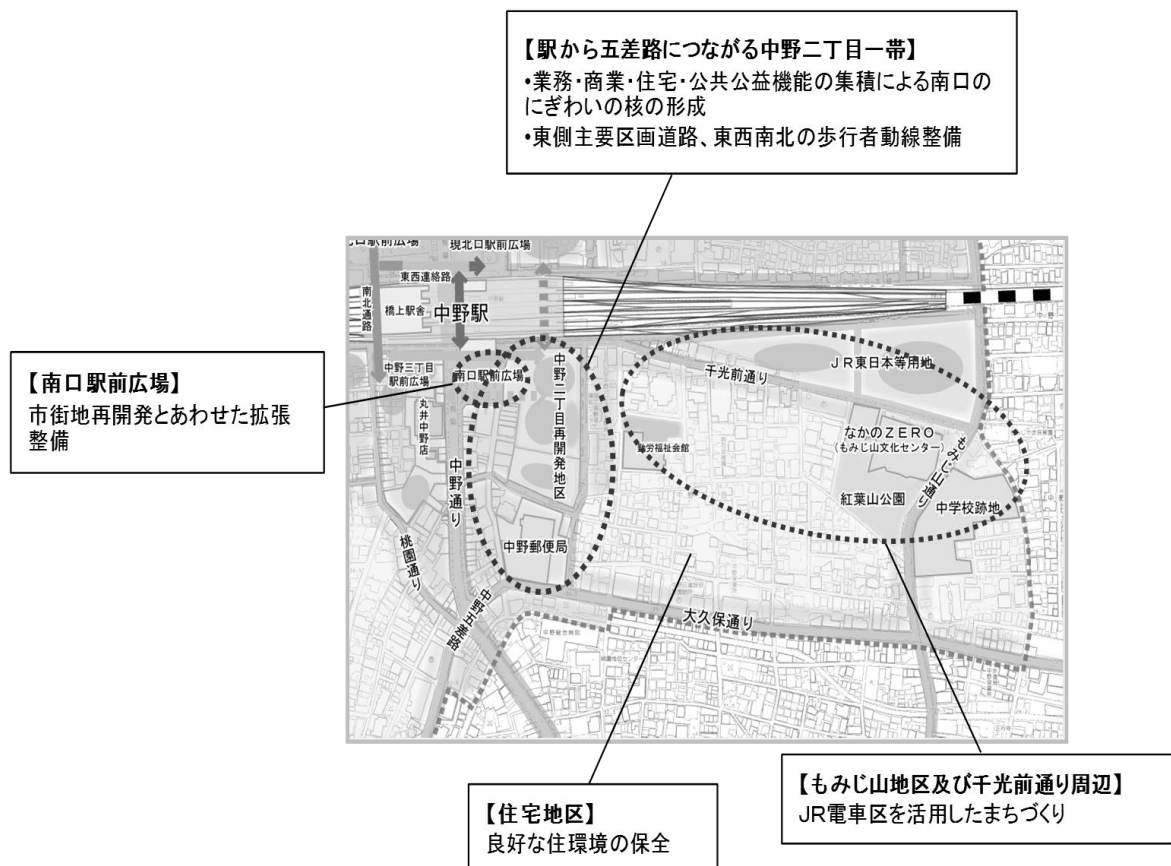 【駅から五差路につながる中野二丁目一帯】
・業務・商業・住宅・公共公益機能の集積による南口の
にぎわいの核の形成
・東側主要区画道路、東西南北の歩行者動線整備
口駅前広場
現北口駅前広場
東西連絡路
南北通路
橋上駅舎
中野駅
中野三丁目
駅前広場
南口駅前広場
丸井中野店
中野二丁目再開発地区
千光前通り
JR東日本等用地
なかのZERO
(もみじ山文化センター)
もみじ山通り
勤労福祉会館
紅葉山公園
中学校跡地
中野通り
中野郵便局
桃園通り
中野五差路
大久保通り
【南口駅前広場】
市街地再開発とあわせた拡張
整備
【住宅地区】
良好な住環境の保全
【もみじ山地区及び千光前通り周辺】
JR電車区を活用したまちづくり